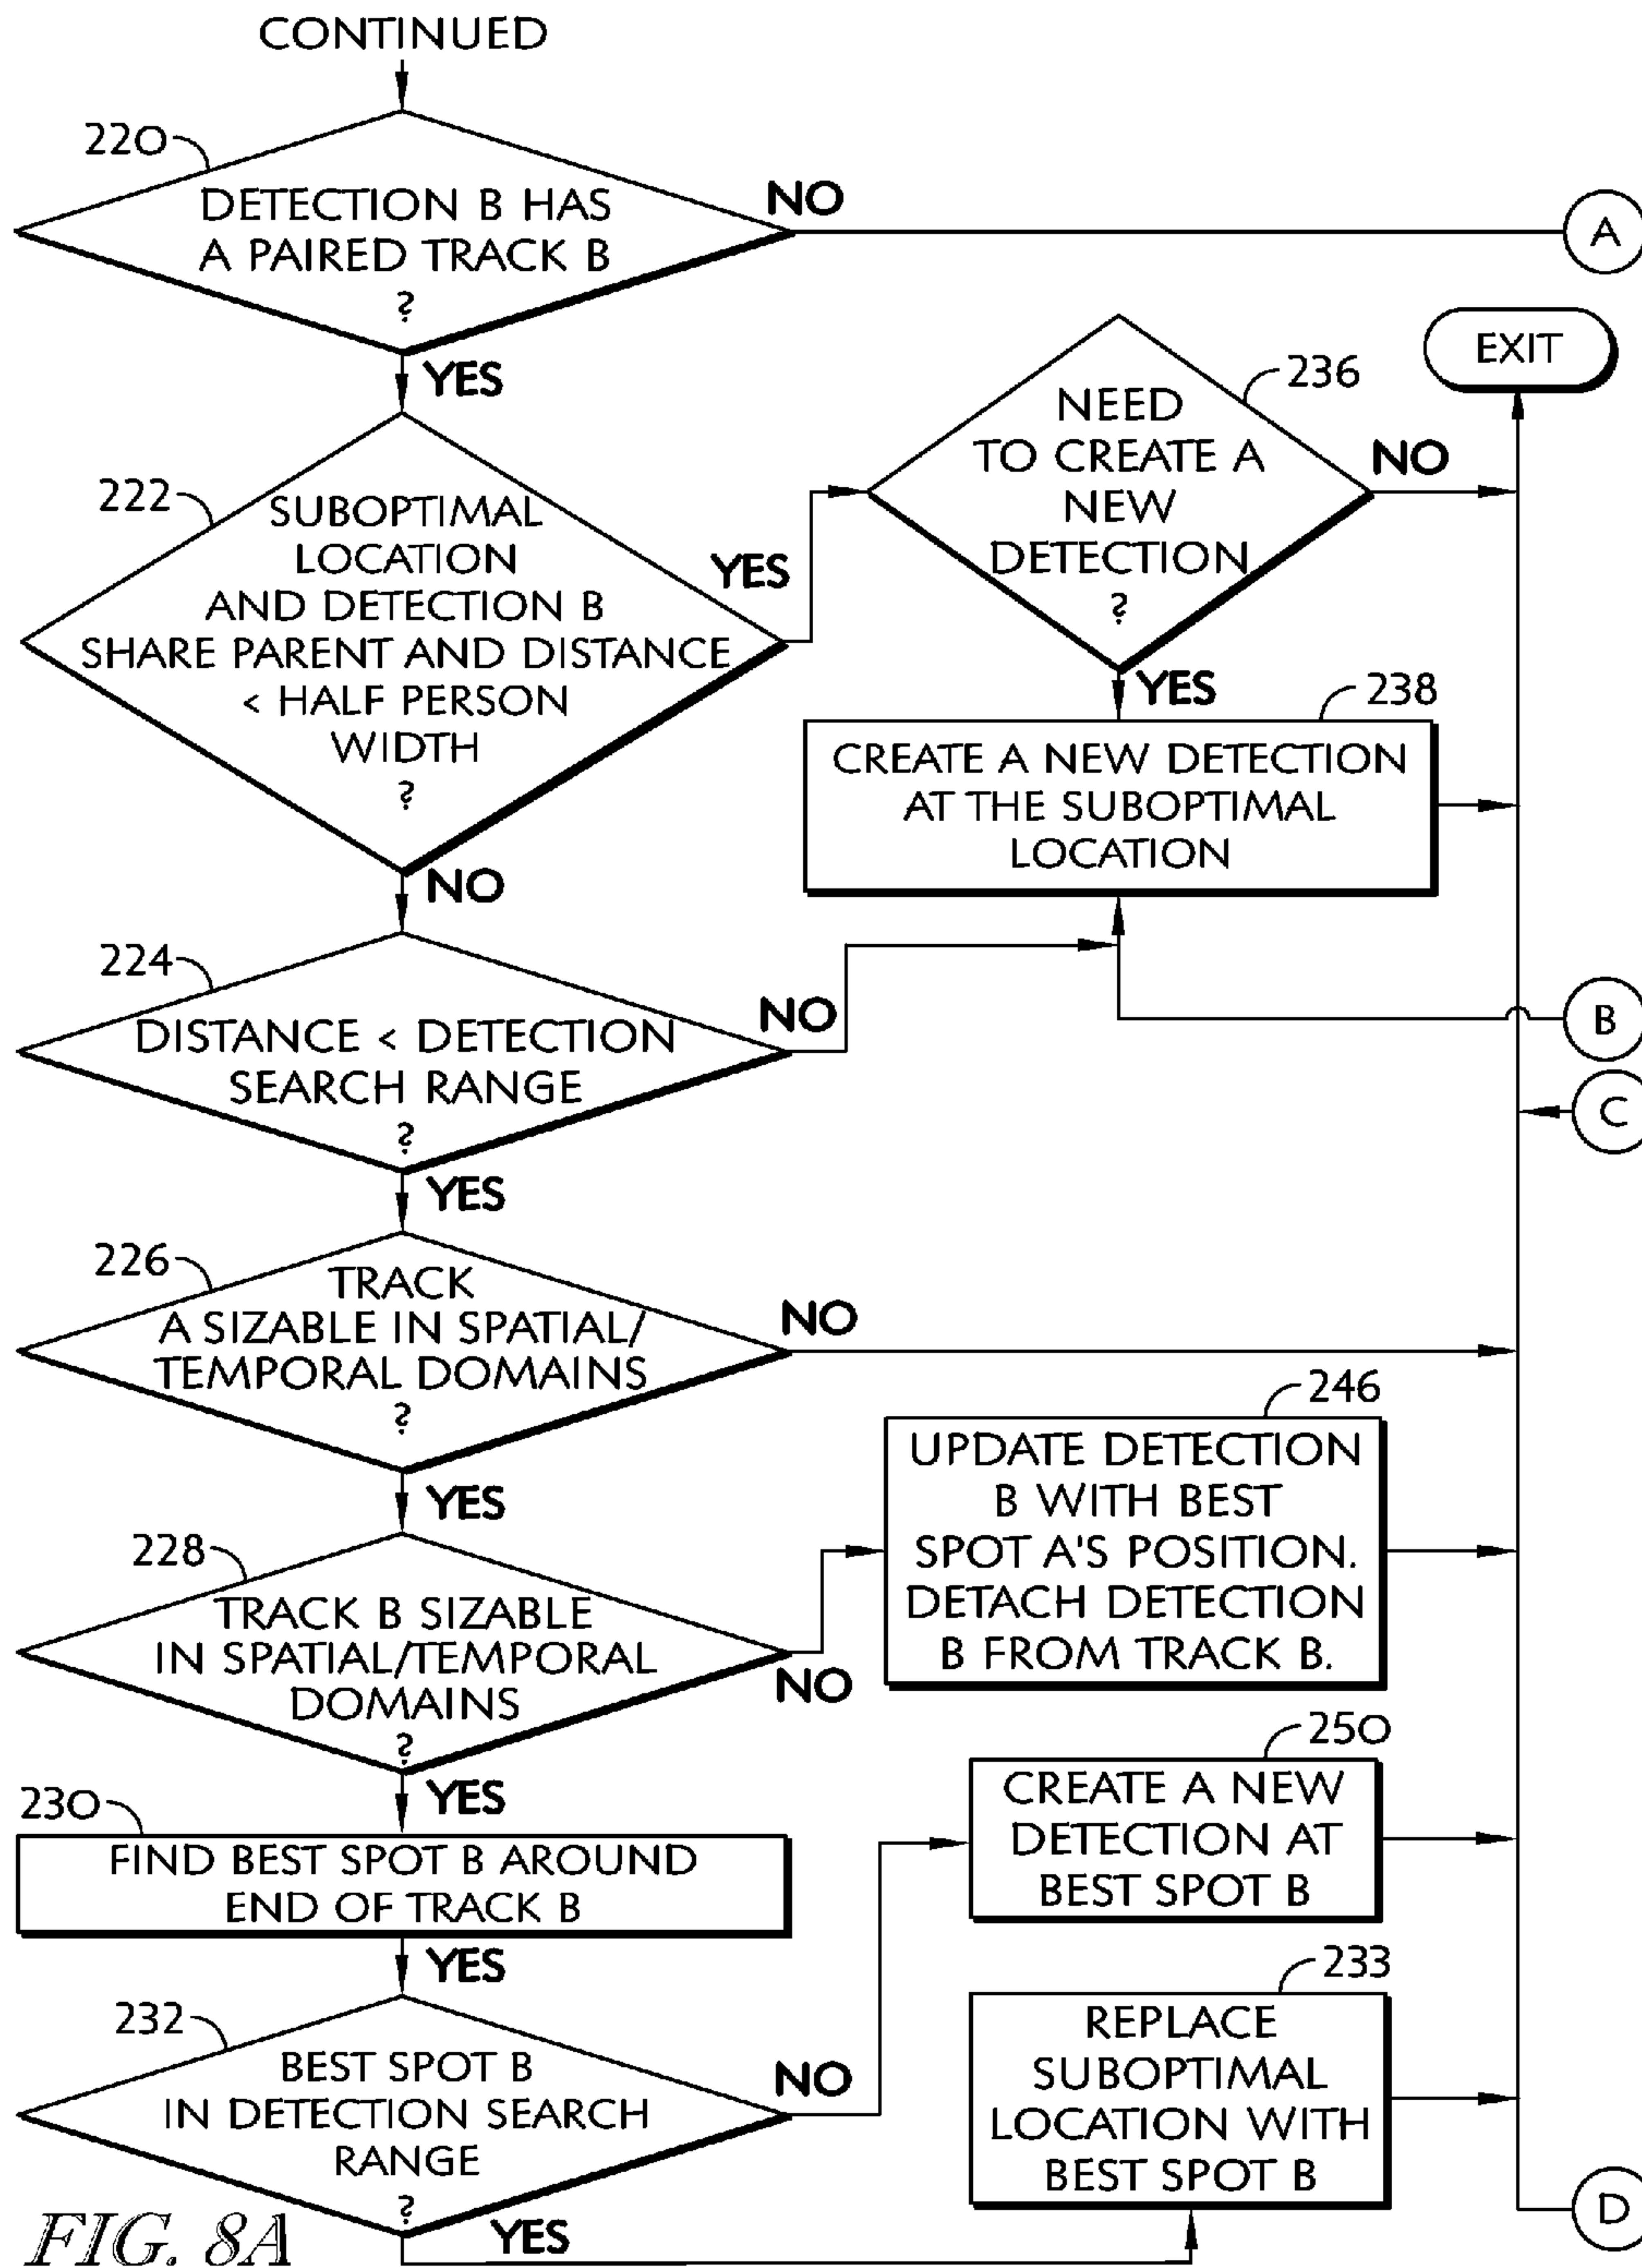 CONTINUED
220
DETECTION B HAS
A PAIRED TRACK B
?
NO
A
YES
EXIT
222
SUBOPTIMAL
LOCATION
AND DETECTION B
SHARE PARENT AND DISTANCE
< HALF PERSON
WIDTH
?
YES
NO
236
NEED
TO CREATE A
NEW
DETECTION
?
NO
YES
238
CREATE A NEW DETECTION
AT THE SUBOPTIMAL
LOCATION
224
DISTANCE < DETECTION
SEARCH RANGE
?
NO
B
C
YES
226
TRACK
A SIZABLE IN SPATIAL/
TEMPORAL DOMAINS
?
NO
YES
246
UPDATE DETECTION
B WITH BEST
SPOT A'S POSITION.
DETACH DETECTION
B FROM TRACK B.
228
TRACK B SIZABLE
IN SPATIAL/TEMPORAL
DOMAINS
?
NO
YES
230
FIND BEST SPOT B AROUND
END OF TRACK B
YES
250
CREATE A NEW
DETECTION AT
BEST SPOT B
232
BEST SPOT B
IN DETECTION SEARCH
RANGE
?
NO
YES
233
REPLACE
SUBOPTIMAL
LOCATION WITH
BEST SPOT B
D
FIG. 8A